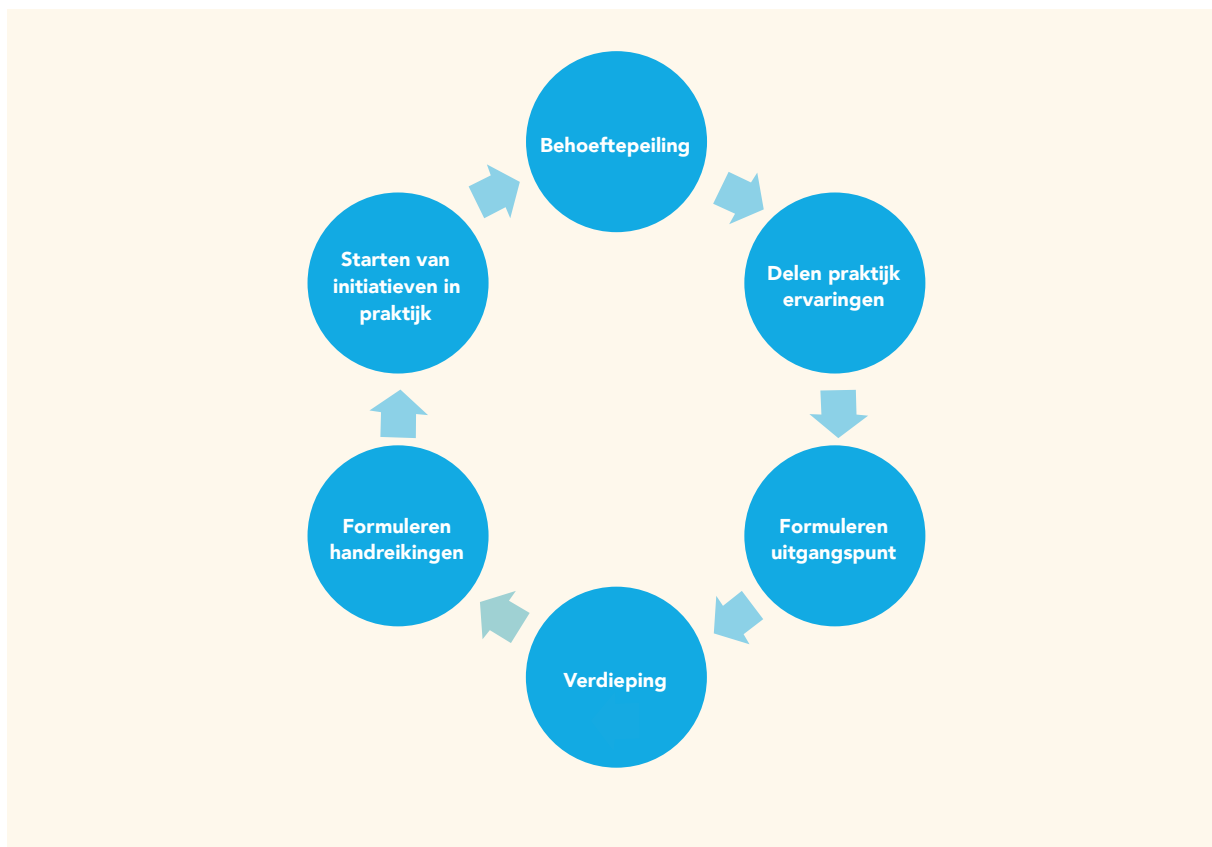 Behoeftepeiling
Delen praktijk
ervaringen
Formuleren
uitgangspunt
Verdieping
Formuleren
handreikingen
Starten van
initiatieven in
praktijk